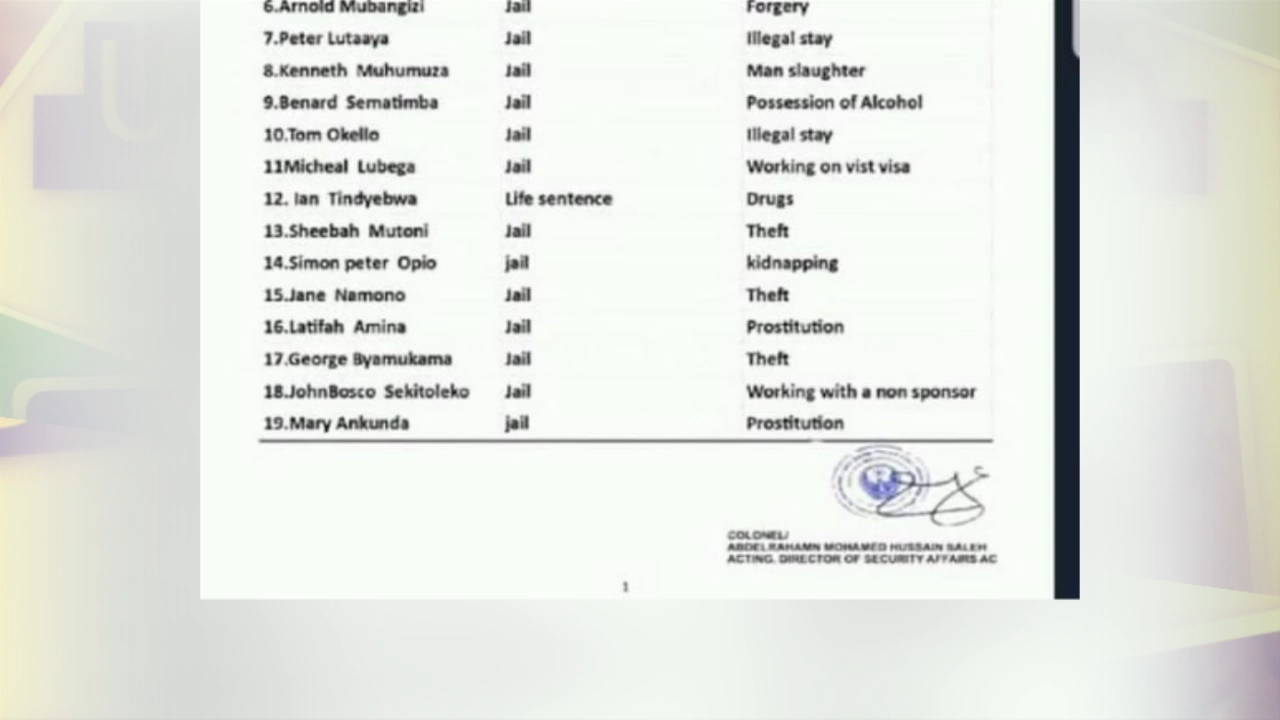 6.Arnold Mubangizi Jail Forgery
7.Peter Lutaaya Jail Illegal stay
8.Kenneth Muhumuza Jail Man slaughter
9.Benard Sematimba Jail Possession of Alcohol
10.Tom Okello Jail Illegal stay
11Micheal Lubega Jail Working on vist visa
12. Ian Tindyebwa Life sentence Drugs
13.Sheebah Mutoni Jail Theft
14.Simon peter Opio jail kidnapping
15.Jane Namono Jail Theft
16.Latifah Amina Jail Prostitution
17.George Byamukama Jail Theft
18.JohnBosco Sekitoleko Jail Working with a non sponsor
19.Mary Ankunda jail Prostitution
COLONEL/
ABDELRAHAMN MOHAMED HUSSAIN SALEH
ACTING. DIRECTOR OF SECURITY AFFAIRS AC
1